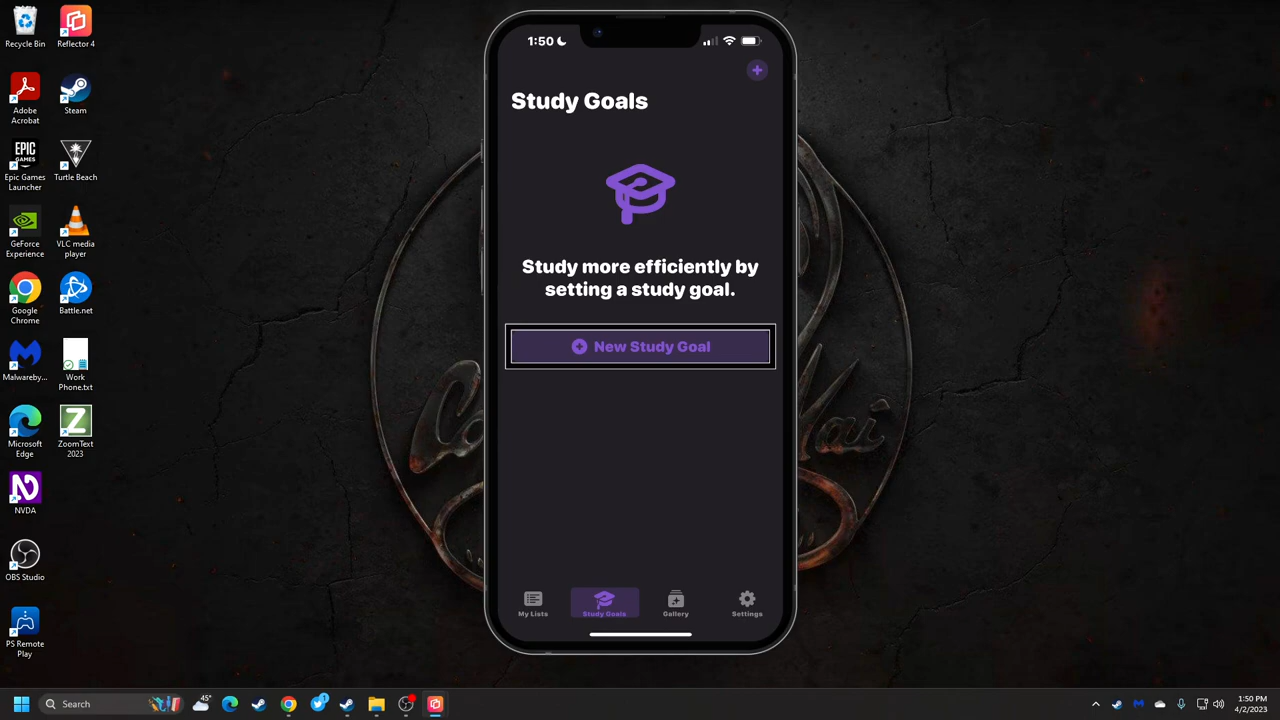 Recycle Bin
Reflector 4
Adobe
Acrobat
Steam
EPIC
GAMES
Epic Games
Launcher
Turtle Beach
GeForce
Experience
VLC media
player
Google
Chrome
Battle.net
Malwareby...
Work
Phone.txt
Microsoft
Edge
ZoomText
2023
NVDA
OBS Studio
PS Remote
Play
1:50
Study Goals
Study more efficiently by
setting a study goal.
New Study Goal
My Lists
Study Goals
Gallery
Settings
Search
45°
1
1:50 PM
4/2/2023